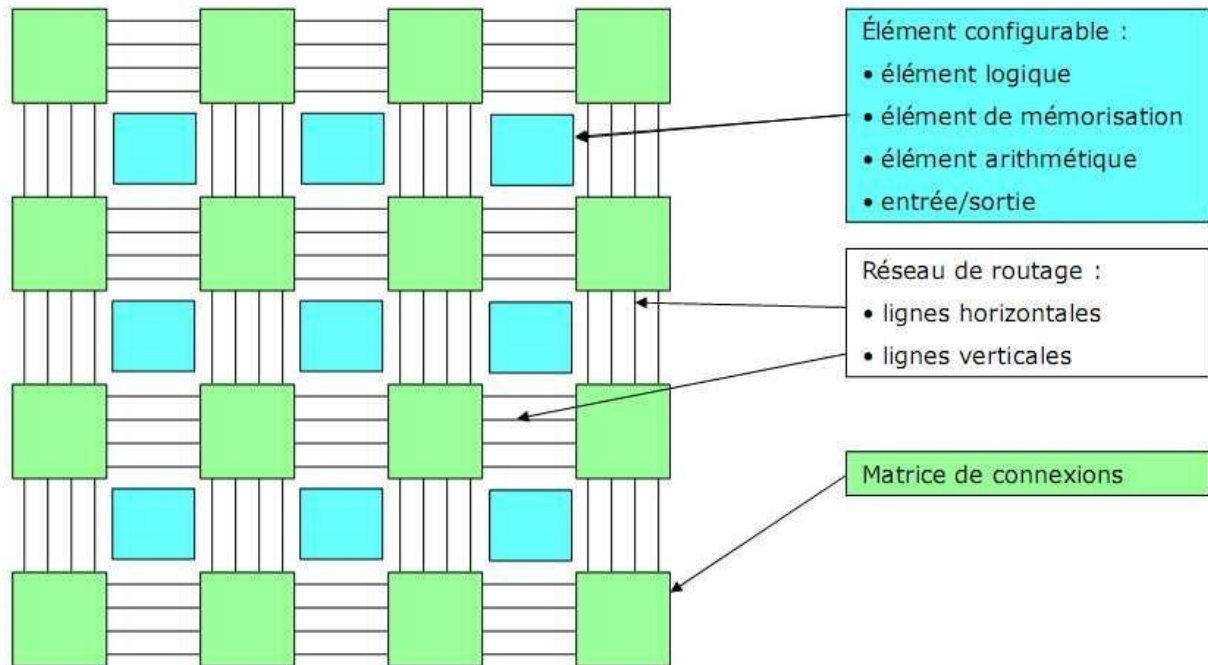 Élément configurable :
• élément logique
• élément de mémorisation
• élément arithmétique
• entrée/sortie
Réseau de routage :
• lignes horizontales
• lignes verticales
Matrice de connexions